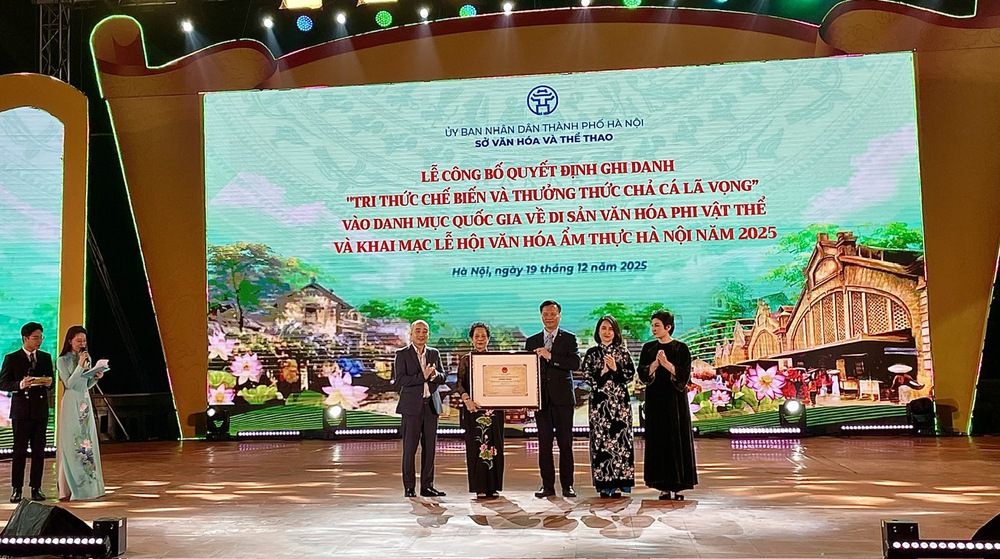 ỦY BAN NHÂN DÂN THÀNH PHỐ HÀ NỘI
SỞ VĂN HÓA VÀ THỂ THAO
LỄ CÔNG BỐ QUYẾT ĐỊNH GHI DANH
"TRI THỨC CHẾ BIẾN VÀ THƯỞNG THỨC CHẢ CÁ LÃ VỌNG”
VÀO DANH MỤC QUỐC GIA VỀ DI SẢN VĂN HÓA PHI VẬT THỂ
VÀ KHAI MẠC LỄ HỘI VĂN HÓA ẨM THỰC HÀ NỘI NĂM 2025
Hà Nội, ngày 19 tháng 12 năm 2025